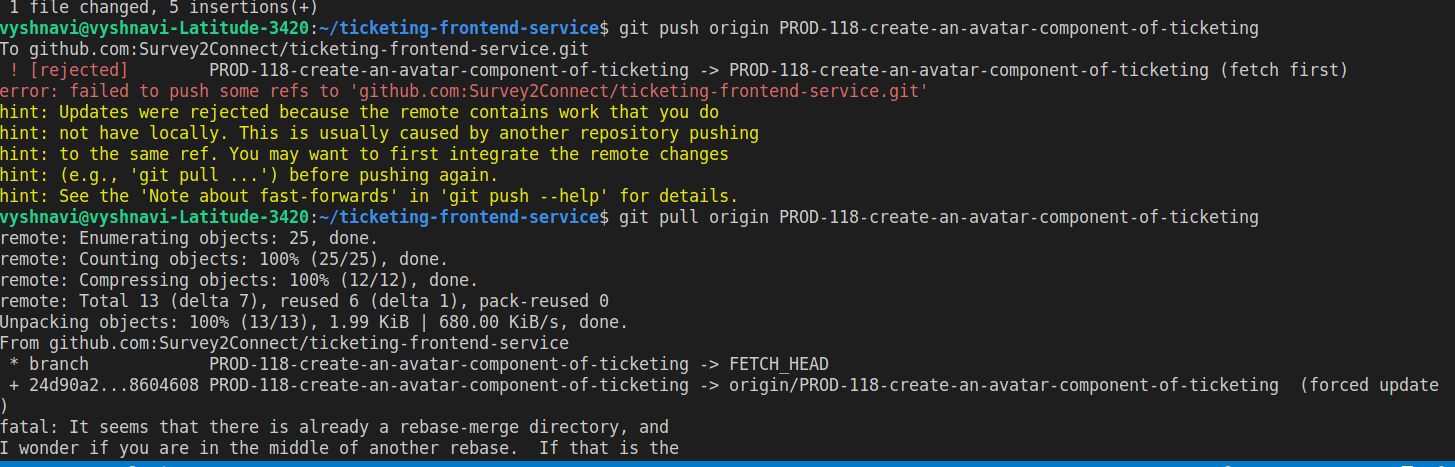 1 file changed, 5 insertions(+)
vyshnavi@vyshnavi-Latitude-3420:~/ticketing-frontend-service$ git push origin PROD-118-create-an-avatar-component-of-ticketing
To github.com:Survey2Connect/ticketing-frontend-service.git
 ! [rejected]        PROD-118-create-an-avatar-component-of-ticketing -> PROD-118-create-an-avatar-component-of-ticketing (fetch first)
error: failed to push some refs to 'github.com:Survey2Connect/ticketing-frontend-service.git'
hint: Updates were rejected because the remote contains work that you do
hint: not have locally. This is usually caused by another repository pushing
hint: to the same ref. You may want to first integrate the remote changes
hint: (e.g., 'git pull ...') before pushing again.
hint: See the 'Note about fast-forwards' in 'git push --help' for details.
vyshnavi@vyshnavi-Latitude-3420:~/ticketing-frontend-service$ git pull origin PROD-118-create-an-avatar-component-of-ticketing
remote: Enumerating objects: 25, done.
remote: Counting objects: 100% (25/25), done.
remote: Compressing objects: 100% (12/12), done.
remote: Total 13 (delta 7), reused 6 (delta 1), pack-reused 0
Unpacking objects: 100% (13/13), 1.99 KiB | 680.00 KiB/s, done.
From github.com:Survey2Connect/ticketing-frontend-service
 * branch            PROD-118-create-an-avatar-component-of-ticketing -> FETCH_HEAD
 + 24d90a2...8604608 PROD-118-create-an-avatar-component-of-ticketing -> origin/PROD-118-create-an-avatar-component-of-ticketing  (forced update
)
fatal: It seems that there is already a rebase-merge directory, and
I wonder if you are in the middle of another rebase.  If that is the